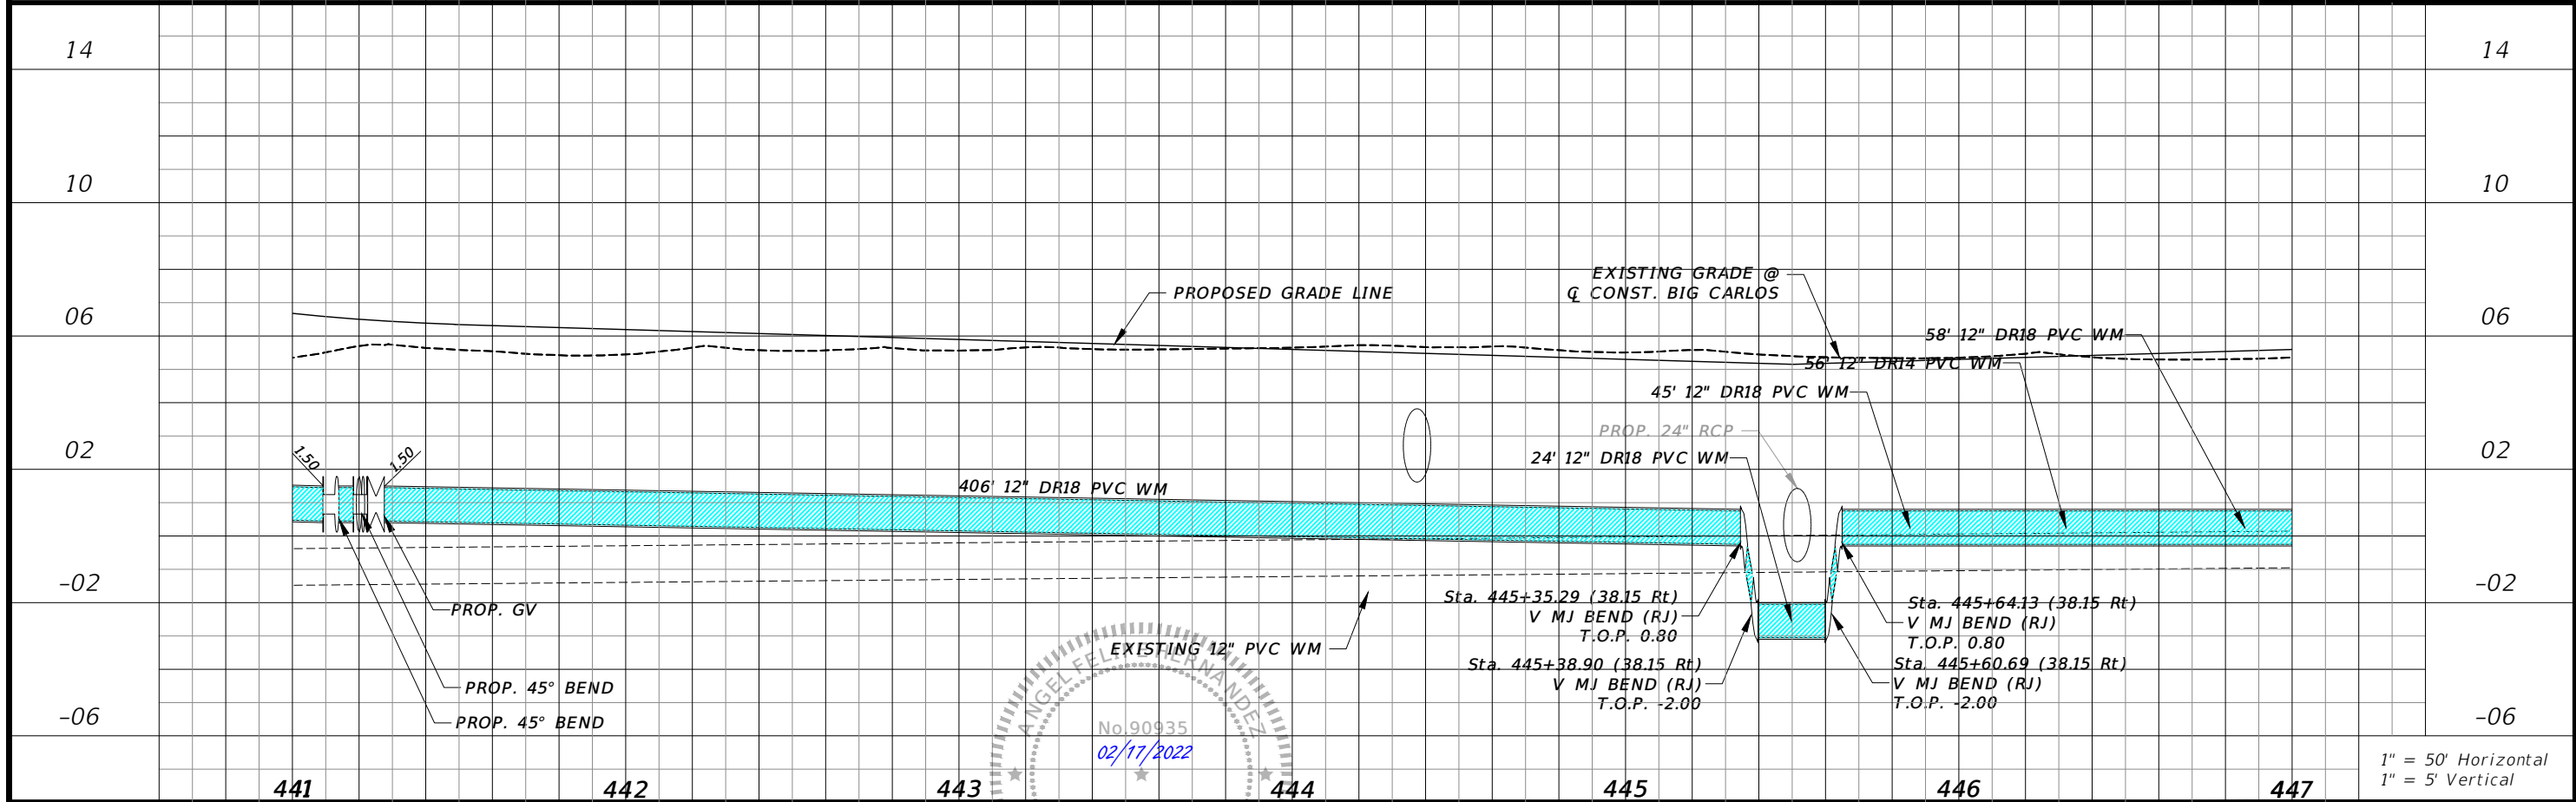 14
14
10
10
06
06
02
02
-02
-02
-06
-06
PROPOSED GRADE LINE
EXISTING GRADE @
℄ CONST. BIG CARLOS
58' 12" DR18 PVC WM
56' 12" DR14 PVC WM
45' 12" DR18 PVC WM
PROP. 24" RCP
24' 12" DR18 PVC WM
1.50
1.50
406' 12" DR18 PVC WM
PROP. GV
PROP. 45° BEND
PROP. 45° BEND
EXISTING 12" PVC WM
Sta. 445+35.29 (38.15 Rt)
V MJ BEND (RJ)
T.O.P. 0.80
Sta. 445+38.90 (38.15 Rt)
V MJ BEND (RJ)
T.O.P. -2.00
Sta. 445+64.13 (38.15 Rt)
V MJ BEND (RJ)
T.O.P. 0.80
Sta. 445+60.69 (38.15 Rt)
V MJ BEND (RJ)
T.O.P. -2.00
ANGEL FELIPE HERNANDEZ
No.90935
02/17/2022
441
442
443
444
445
446
447
1" = 50' Horizontal
1" = 5' Vertical